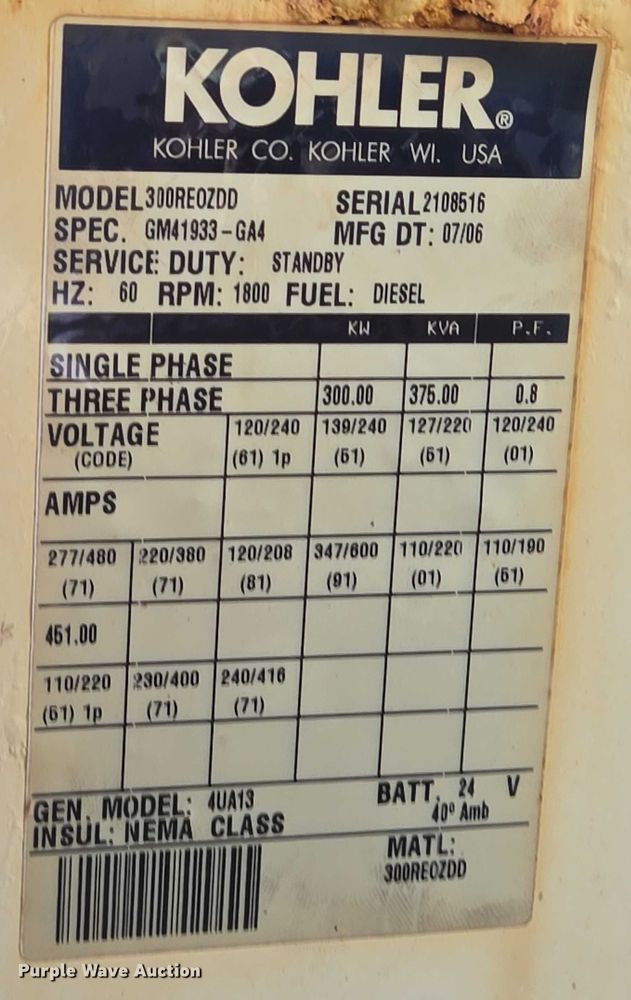 KOHLER®
KOHLER CO. KOHLER WI. USA
MODEL 300REOZDD SERIAL 2108516
SPEC. GM41933-GA4 MFG DT: 07/06
SERVICE DUTY: STANDBY
HZ: 60 RPM: 1800 FUEL: DIESEL
KW KVA P.F.
SINGLE PHASE
THREE PHASE 300.00 375.00 0.8
VOLTAGE 120/240 139/240 127/220 120/240
(CODE) (61) 1p (51) (61) (01)
AMPS
277/480 220/380 120/208 347/600 110/220 110/190
(71) (71) (81) (91) (01) (61)
451.00
110/220 230/400 240/416
(61) 1p (71) (71)
GEN. MODEL: 4UA13 BATT. 24 V
INSUL: NEMA CLASS 40º Amb
MATL:
300REOZDD
Purple Wave Auction